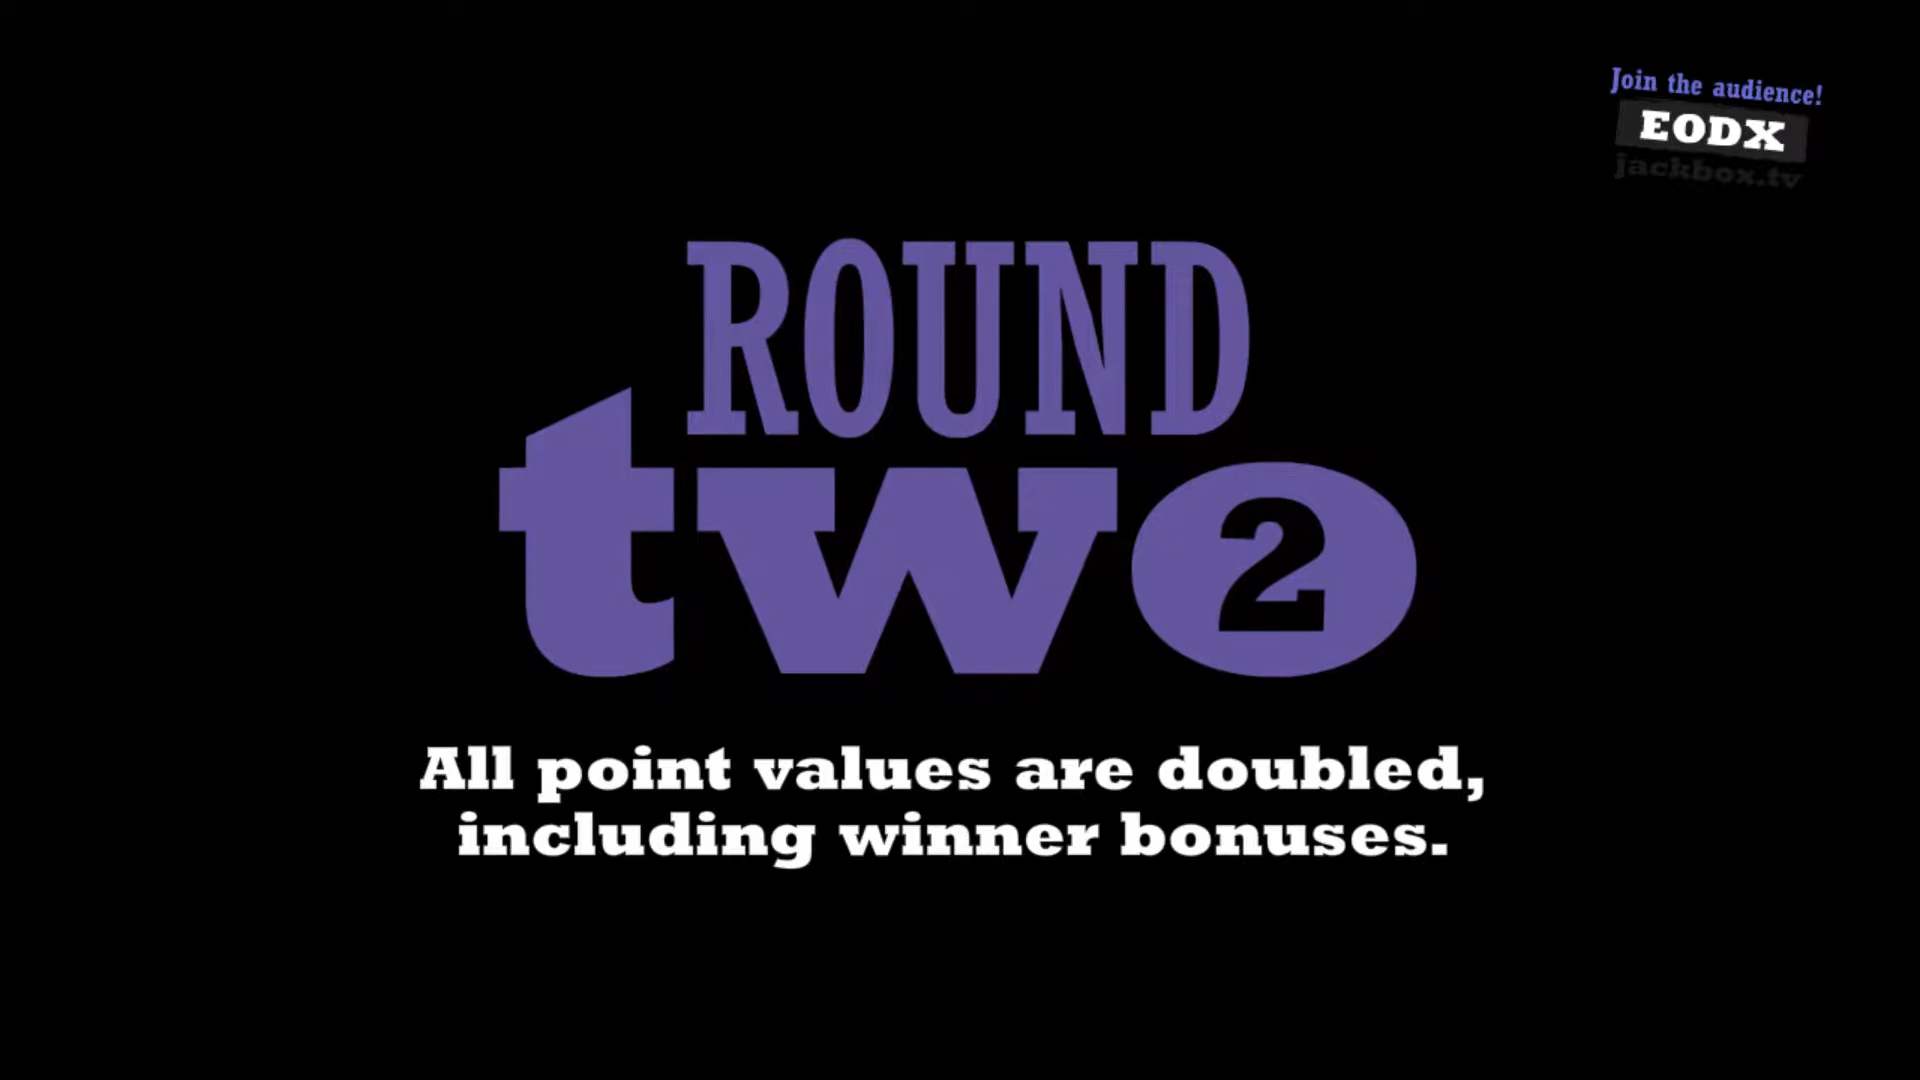 Join the audience!
EODX
jackbox.tv
ROUND
two
2
All point values are doubled,
including winner bonuses.